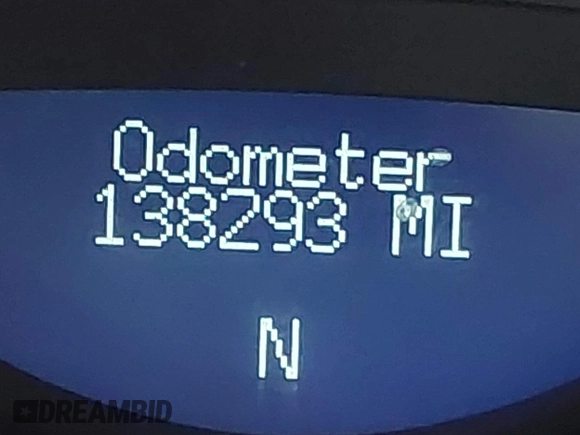 Odometer
138293 MI
N
DREAMBID